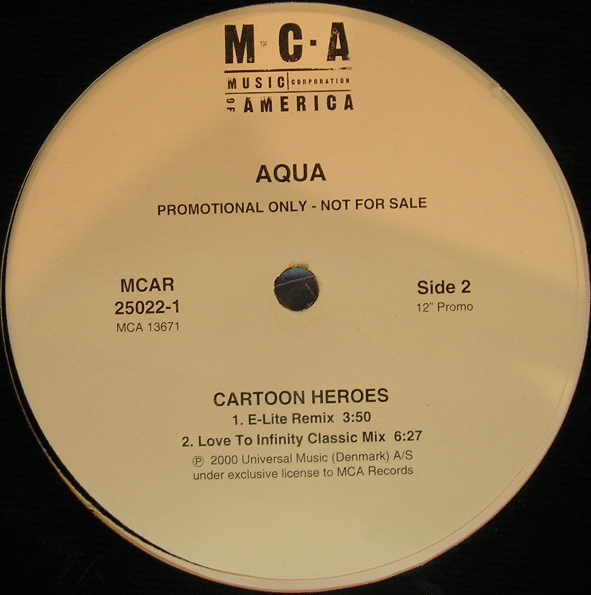 M·C·A
MUSIC CORPORATION
OF AMERICA
AQUA
PROMOTIONAL ONLY - NOT FOR SALE
MCAR
25022-1
MCA 13671
Side 2
12" Promo
CARTOON HEROES
1. E-Lite Remix 3:50
2. Love To Infinity Classic Mix 6:27
℗ 2000 Universal Music (Denmark) A/S
under exclusive license to MCA Records